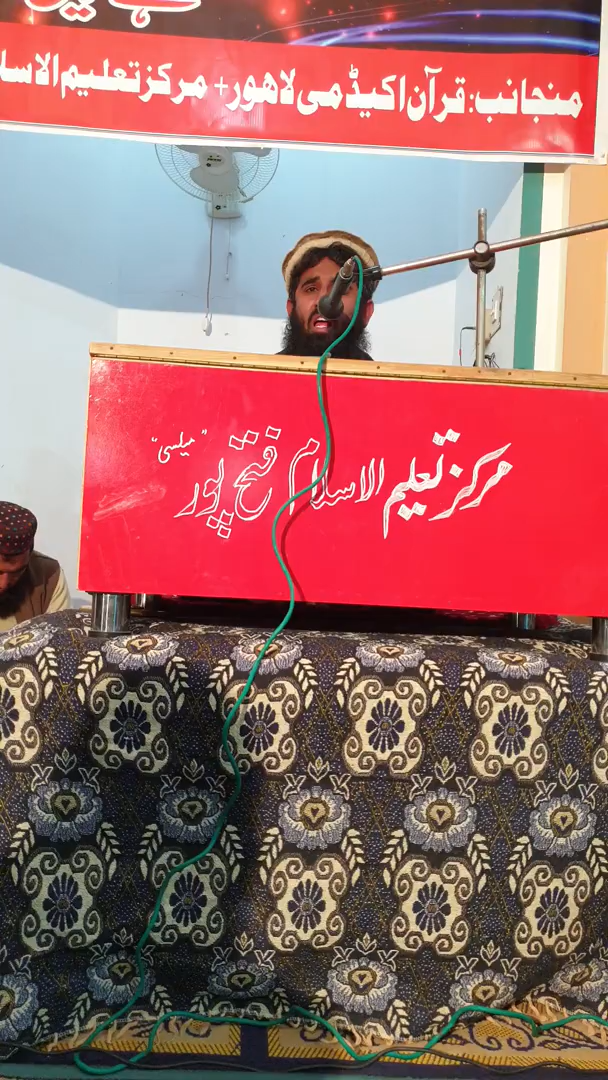 منجانب: قرآن اکیڈمی لاہور + مرکز تعلیم الاسلا
مرکز تعلیم الاسلام فتح پور "میلسی"